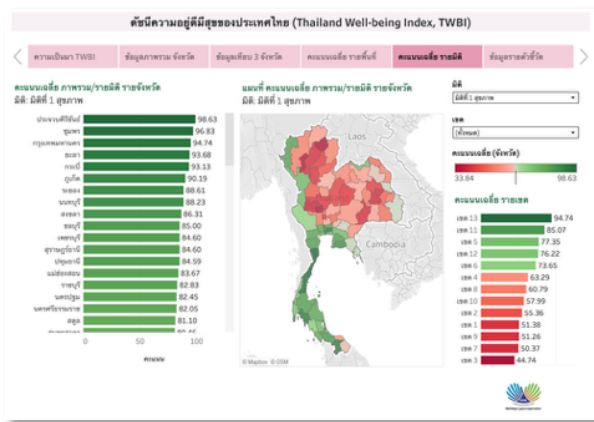 ดัชนีความอยู่ดีมีสุขของประเทศไทย (Thailand Well-being Index, TWBI)
ความเป็นมา TWBI
ข้อมูลภาพรวม จังหวัด
ข้อมูลเทียบ 3 จังหวัด
คะแนนเฉลี่ย รายพื้นที่
คะแนนเฉลี่ย รายมิติ
ข้อมูลรายตัวชี้วัด
คะแนนเฉลี่ย ภาพรวม/รายมิติ รายจังหวัด
มิติ: มิติที่ 1 สุขภาพ
ประจวบคีรีขันธ์ 98.63
ชุมพร 96.83
กรุงเทพมหานคร 94.74
ยะลา 93.68
กระบี่ 93.13
ภูเก็ต 90.19
ระยอง 88.61
นนทบุรี 88.23
สงขลา 86.31
ชลบุรี 85.00
เพชรบุรี 84.60
สุราษฎร์ธานี 84.60
ปทุมธานี 84.59
แม่ฮ่องสอน 83.67
ราชบุรี 82.83
นครปฐม 82.45
นครศรีธรรมราช 82.05
สตูล 81.10
0 50 100
คะแนน
แผนที่ คะแนนเฉลี่ย ภาพรวม/รายมิติ รายจังหวัด
มิติ: มิติที่ 1 สุขภาพ
Laos
Cambodia
© Mapbox © OSM
มิติ
มิติที่ 1 สุขภาพ
เขต
(ทั้งหมด)
คะแนนเฉลี่ย (จังหวัด)
33.84 98.63
คะแนนเฉลี่ย รายเขต
เขต 13 94.74
เขต 11 85.07
เขต 5 77.35
เขต 12 76.22
เขต 6 73.65
เขต 4 63.29
เขต 8 60.79
เขต 10 57.99
เขต 2 55.36
เขต 1 51.38
เขต 9 51.26
เขต 7 50.37
เขต 3 44.74